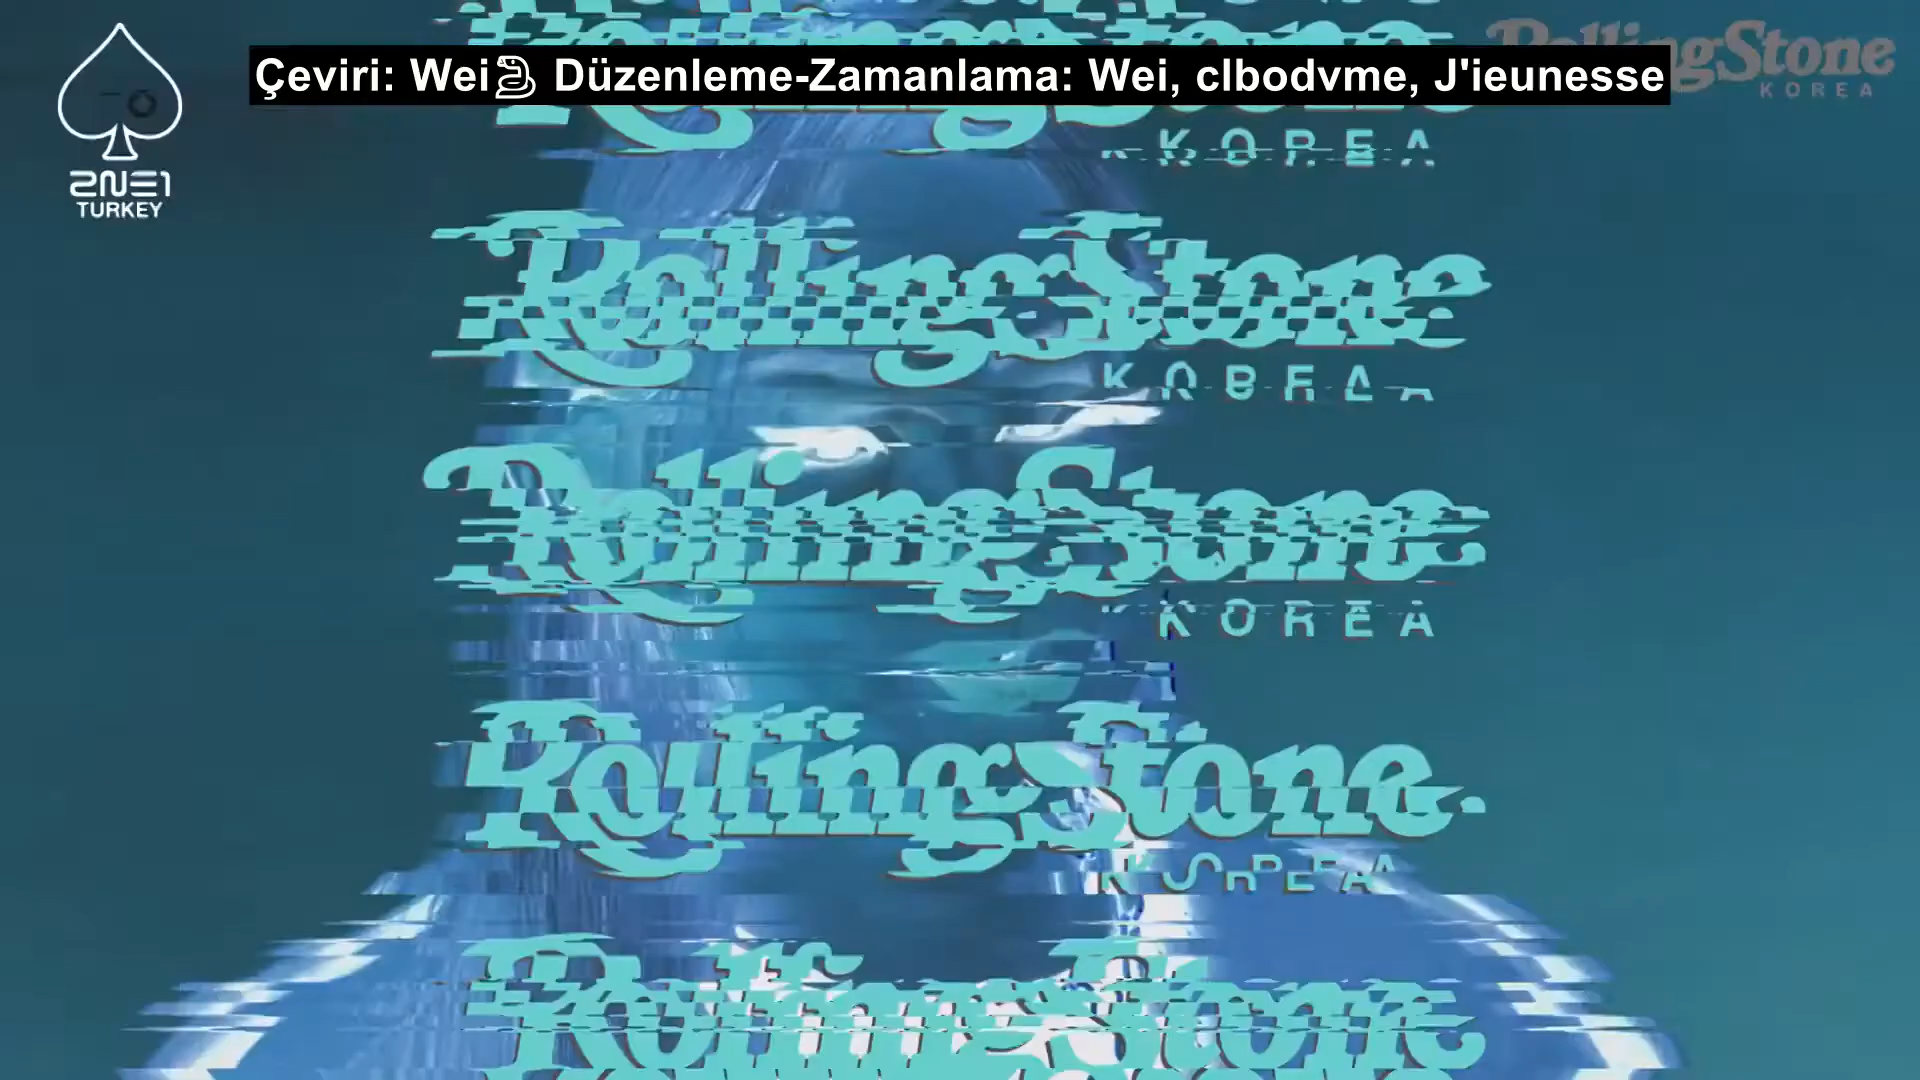 Çeviri: Wei Düzenleme-Zamanlama: Wei, clbodvme, J'ieunesse
RollingStone
KOREA
2NE1
TURKEY
RollingStone
KOREA
RollingStone
KOREA
RollingStone
KOREA
RollingStone
KOREA
RollingStone